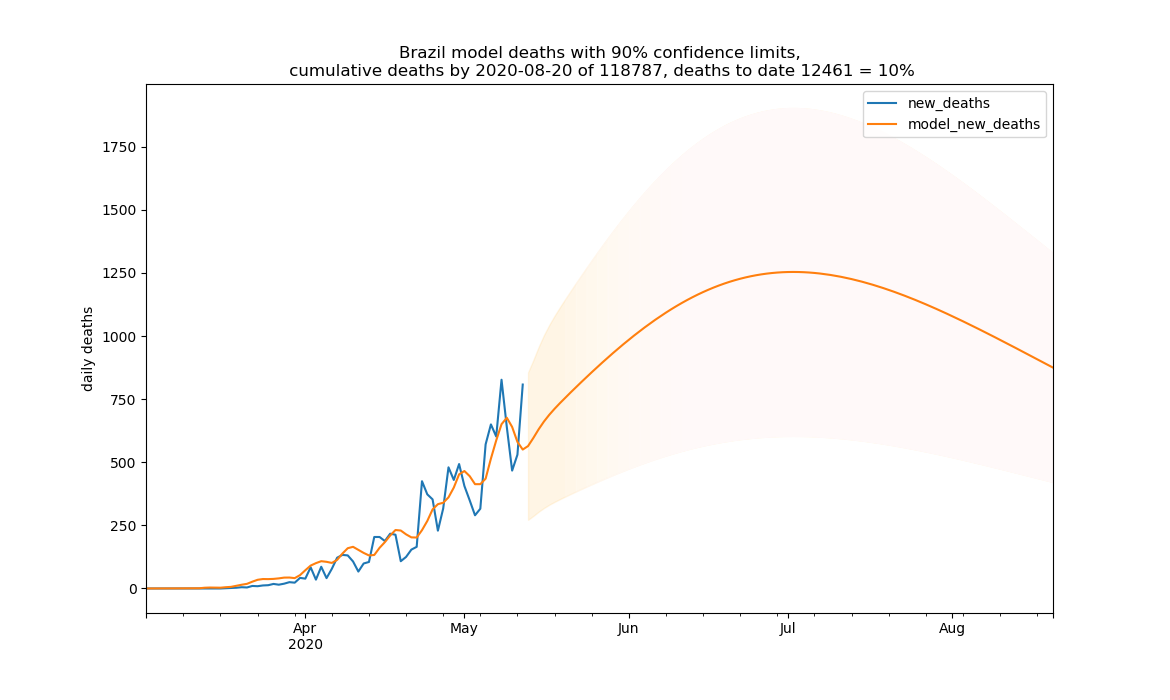 Brazil model deaths with 90% confidence limits,
cumulative deaths by 2020-08-20 of 118787, deaths to date 12461 = 10%
new_deaths
model_new_deaths
1750
1500
1250
1000
750
500
250
0
daily deaths
Apr
2020
May
Jun
Jul
Aug